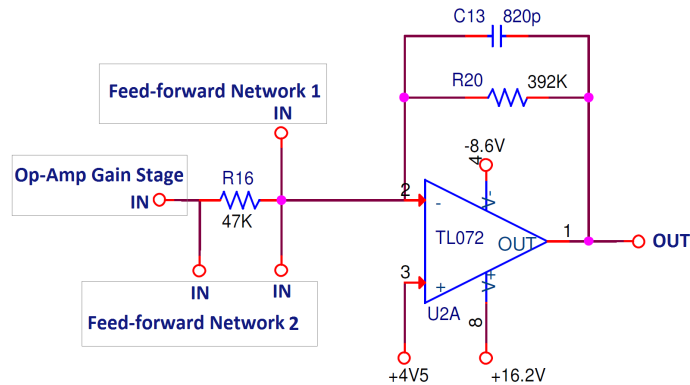 C13 820p
R20 392K
Feed-forward Network 1
IN
-8.6V
4
Op-Amp Gain Stage
IN
R16
47K
2
-
V-
TL072
OUT
1
OUT
3
+
V+
U2A
8
IN
IN
Feed-forward Network 2
+4V5
+16.2V